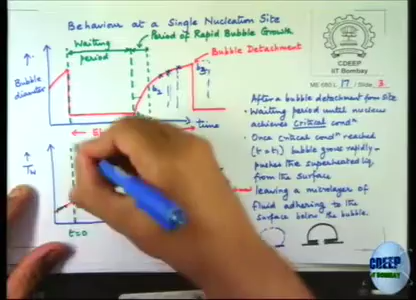 Behaviour at a Single Nucleation Site
Waiting
period
Period of Rapid Bubble Growth
Bubble Detachment
Bubble
diameter
time
t=0
Tw
CDEEP
IIT Bombay
ME 650 L 17 Slide 3
After a bubble detachment from Site
• Waiting period until nucleus
achieves critical condn
• Once critical condn reached
(t = t1) bubble grows rapidly -
pushes the superheated liq
from the surface
leaving a microlayer of
fluid adhering to the
surface below the bubble.
CDEEP
IIT Bombay